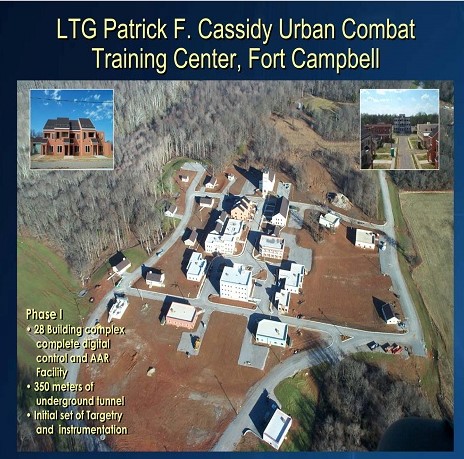 LTG Patrick F. Cassidy Urban Combat
Training Center, Fort Campbell
Phase I
• 28 Building complex
complete digital
control and AAR
Facility
• 350 meters of
underground tunnel
• Initial set of Targetry
and instrumentation